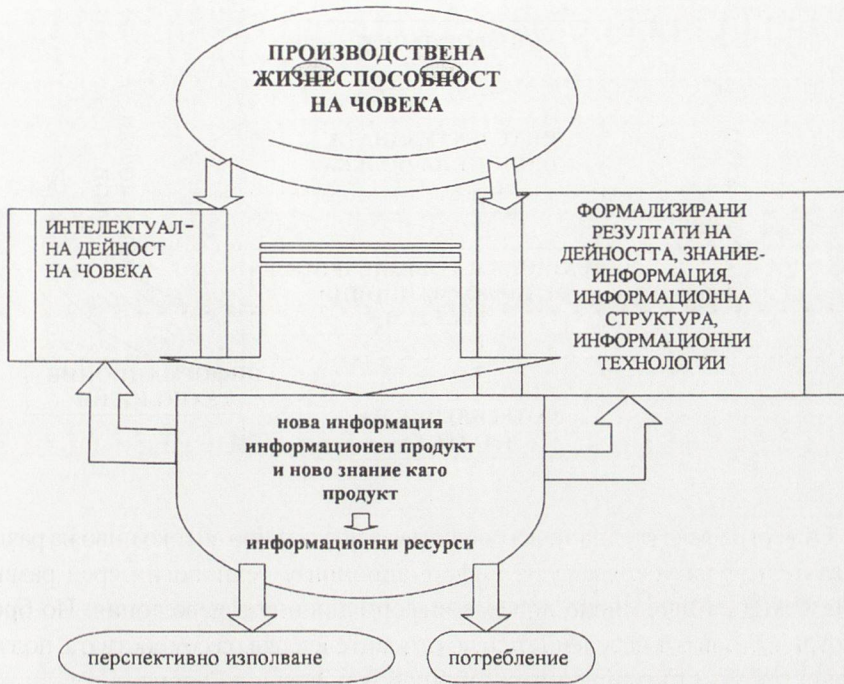 ПРОИЗВОДСТВЕНА
ЖИЗНЕСПОСОБНОСТ
НА ЧОВЕКА
ИНТЕЛЕКТУАЛ-
НА ДЕЙНОСТ
НА ЧОВЕКА
ФОРМАЛИЗИРАНИ
РЕЗУЛТАТИ НА
ДЕЙНОСТТА, ЗНАНИЕ-
ИНФОРМАЦИЯ,
ИНФОРМАЦИОННА
СТРУКТУРА,
ИНФОРМАЦИОННИ
ТЕХНОЛОГИИ
нова информация
информационен продукт
и ново знание като
продукт
информационни ресурси
перспективно изполване
потребление